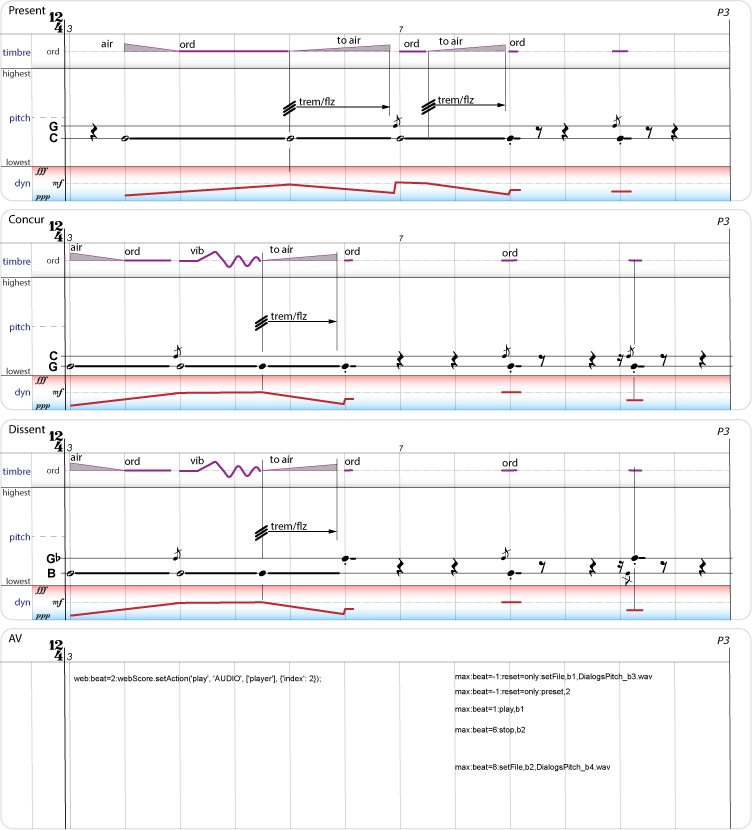 Present
P3
12
4
3
7
air
ord
to air
ord
to air
ord
timbre
ord
highest
trem/flz
trem/flz
pitch
G
C
lowest
fff
dyn
mf
ppp
Concur
P3
12
4
3
7
air
ord
vib
to air
ord
ord
timbre
ord
highest
trem/flz
pitch
C
G
lowest
fff
dyn
mf
ppp
Dissent
P3
12
4
3
7
air
ord
vib
to air
ord
ord
timbre
ord
highest
trem/flz
pitch
G♭
B
lowest
fff
dyn
mf
ppp
AV
P3
12
4
3
web:beat=2:webScore.setAction('play', 'AUDIO', ['player'], {'index': 2});
max:beat=-1:reset=only:setFile,b1,DialogsPitch_b3.wav
max:beat=-1:reset=only:preset,2
max:beat=1:play,b1
max:beat=6:stop,b2
max:beat=8:setFile,b2,DialogsPitch_b4.wav